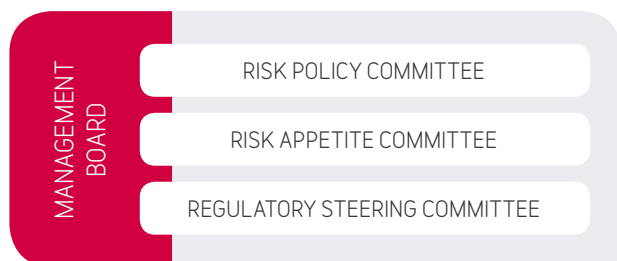 MANAGEMENT
BOARD
RISK POLICY COMMITTEE
RISK APPETITE COMMITTEE
REGULATORY STEERING COMMITTEE